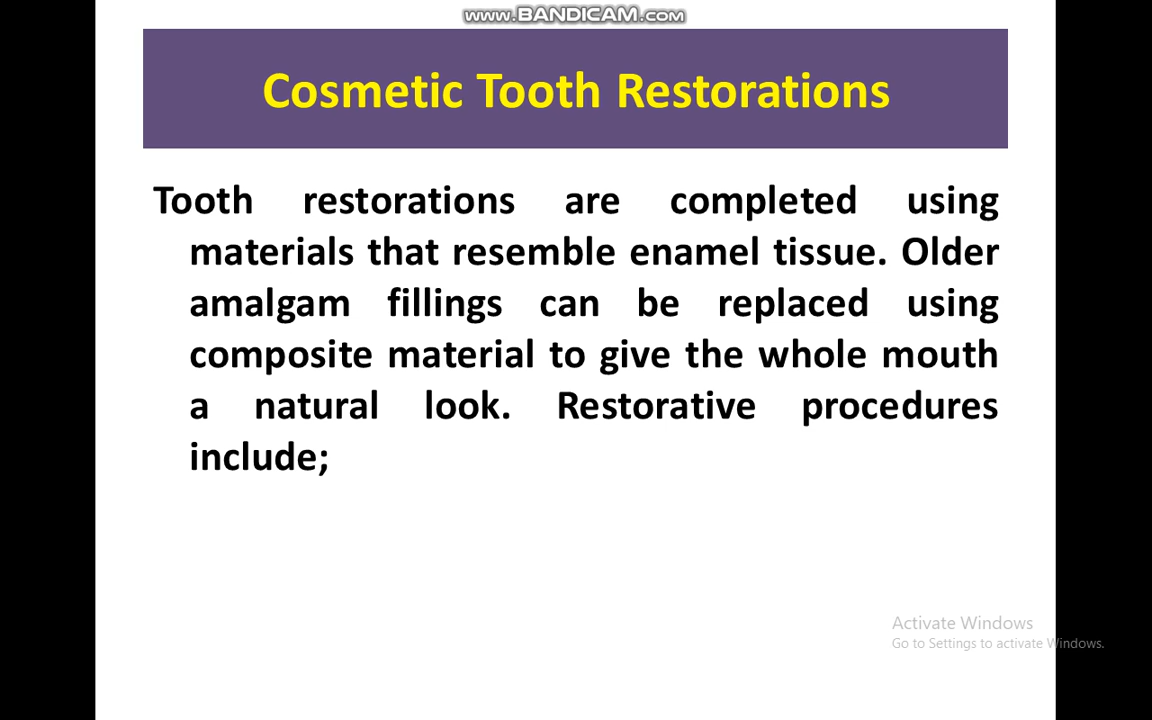 www.BANDICAM.com
Cosmetic Tooth Restorations
Tooth restorations are completed using
materials that resemble enamel tissue. Older
amalgam fillings can be replaced using
composite material to give the whole mouth
a natural look. Restorative procedures
include;
Activate Windows
Go to Settings to activate Windows.